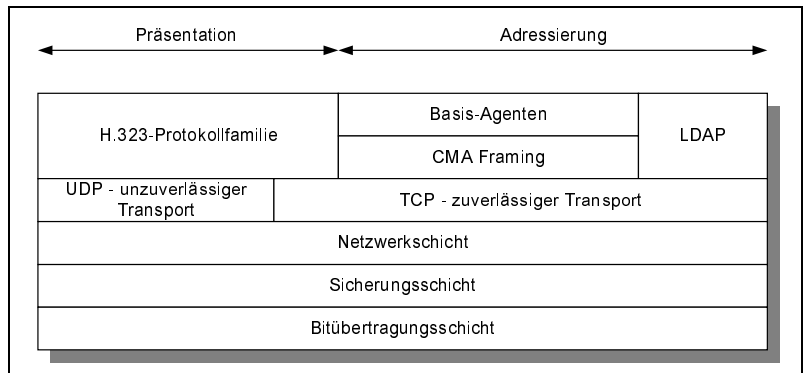 Präsentation
Adressierung
H.323-Protokollfamilie
Basis-Agenten
CMA Framing
LDAP
UDP - unzuverlässiger
Transport
TCP - zuverlässiger Transport
Netzwerkschicht
Sicherungsschicht
Bitübertragungsschicht